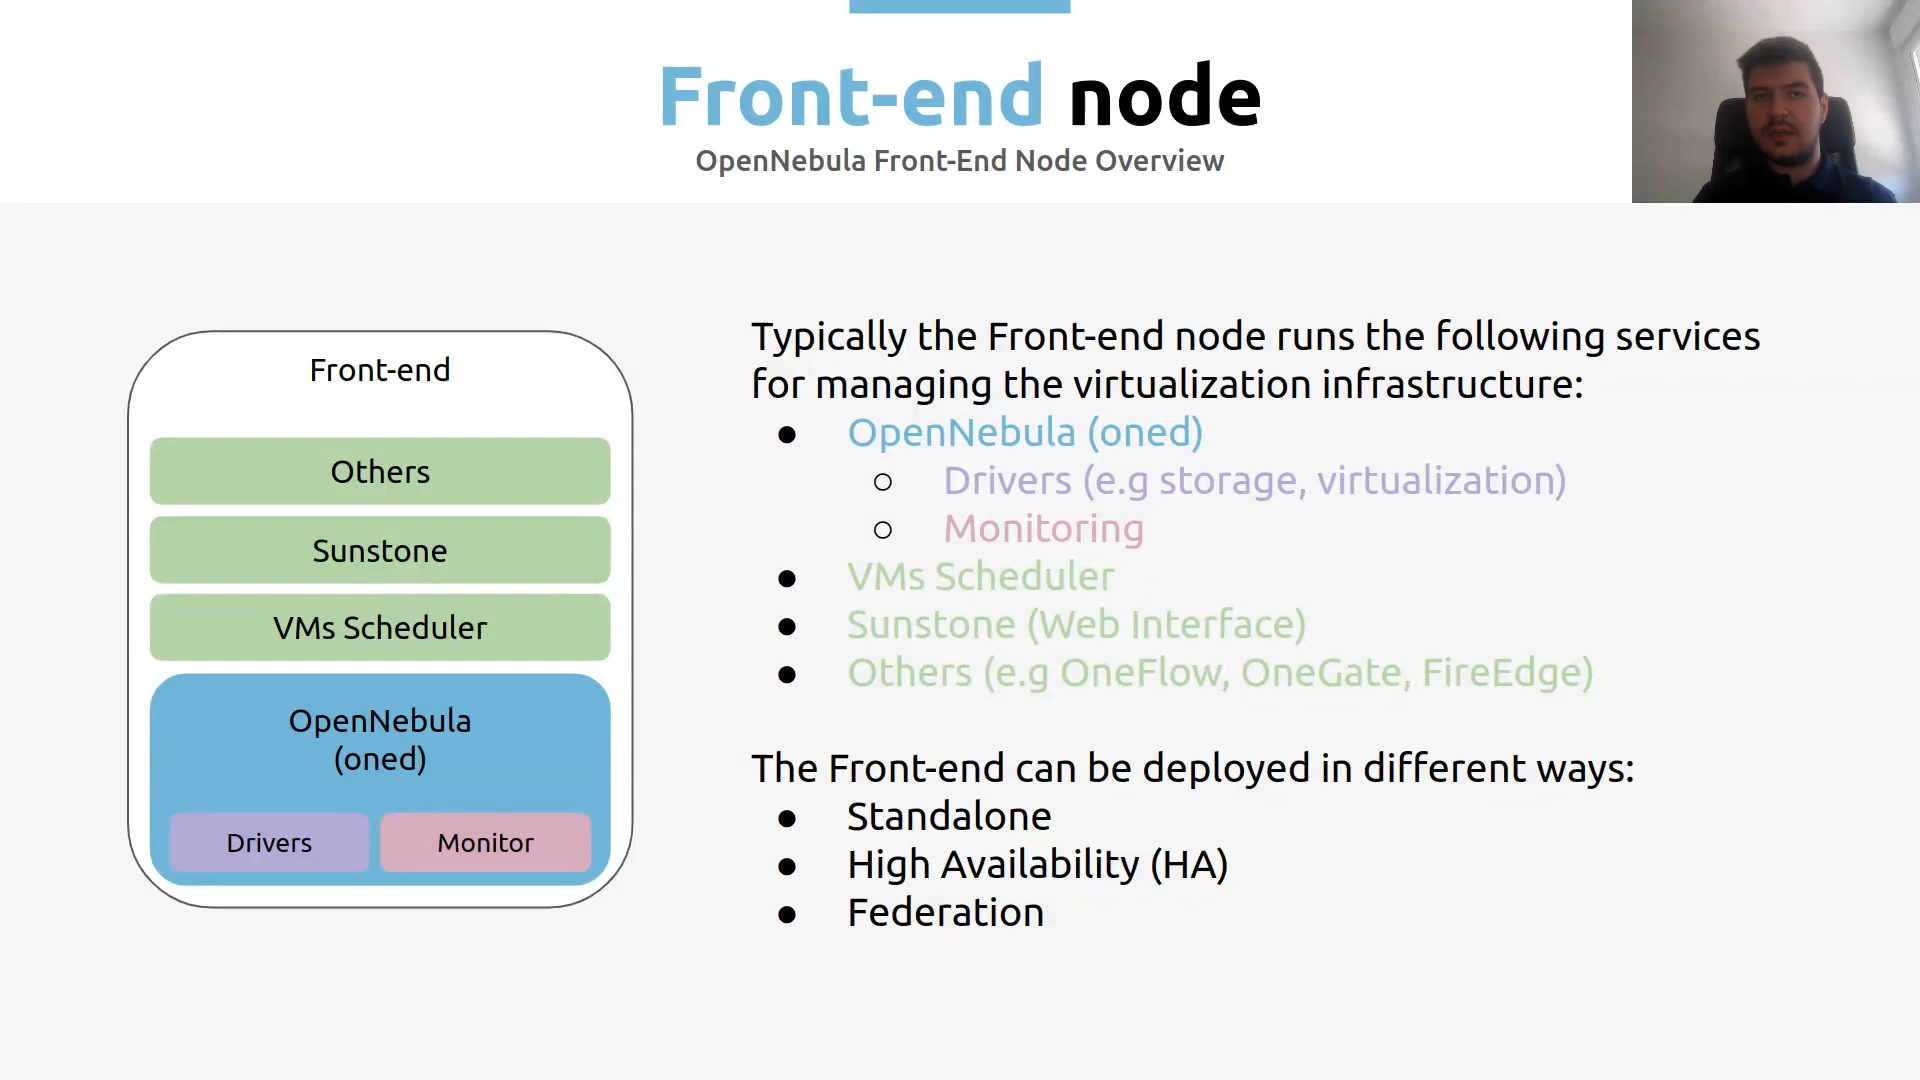 Front-end node
OpenNebula Front-End Node Overview
Front-end
Others
Sunstone
VMs Scheduler
OpenNebula
(oned)
Drivers
Monitor
Typically the Front-end node runs the following services
for managing the virtualization infrastructure:
● OpenNebula (oned)
○ Drivers (e.g storage, virtualization)
○ Monitoring
● VMs Scheduler
● Sunstone (Web Interface)
● Others (e.g OneFlow, OneGate, FireEdge)
The Front-end can be deployed in different ways:
● Standalone
● High Availability (HA)
● Federation